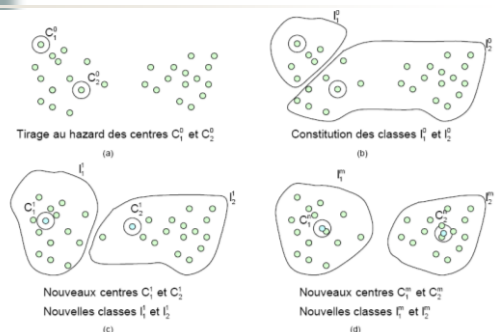 C₁⁰
C₂⁰
Tirage au hazard des centres C₁⁰ et C₂⁰
(a)
I₁⁰
I₂⁰
Constitution des classes I₁⁰ et I₂⁰
(b)
I₁¹
C₁¹
C₂¹
I₂¹
Nouveaux centres C₁¹ et C₂¹
Nouvelles classes I₁¹ et I₂¹
(c)
I₁ᵐ
C₁ᵐ
C₂ᵐ
I₂ᵐ
Nouveaux centres C₁ᵐ et C₂ᵐ
Nouvelles classes I₁ᵐ et I₂ᵐ
(d)